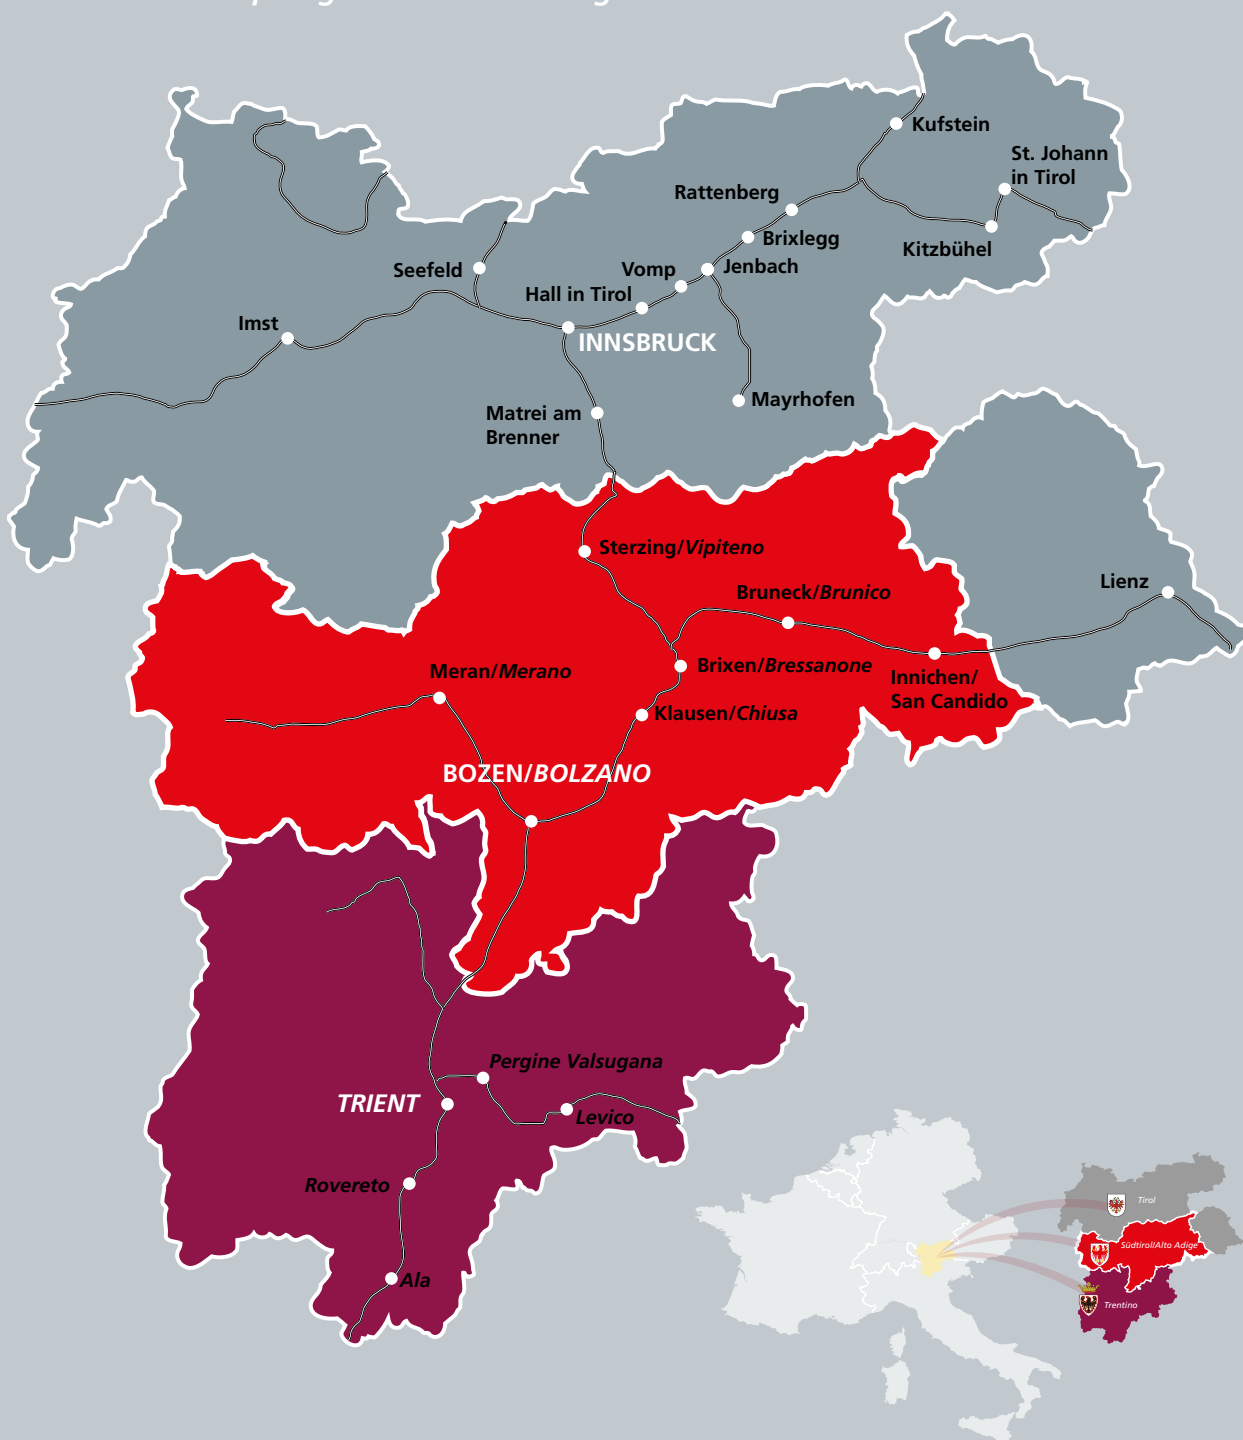 Kufstein
St. Johann
in Tirol
Rattenberg
Brixlegg
Kitzbühel
Seefeld
Vomp
Jenbach
Hall in Tirol
Imst
INNSBRUCK
Mayrhofen
Matrei am
Brenner
Sterzing/Vipiteno
Lienz
Bruneck/Brunico
Meran/Merano
Brixen/Bressanone
Innichen/
San Candido
Klausen/Chiusa
BOZEN/BOLZANO
Pergine Valsugana
TRIENT
Levico
Rovereto
Ala
Tirol
Südtirol/Alto Adige
Trentino